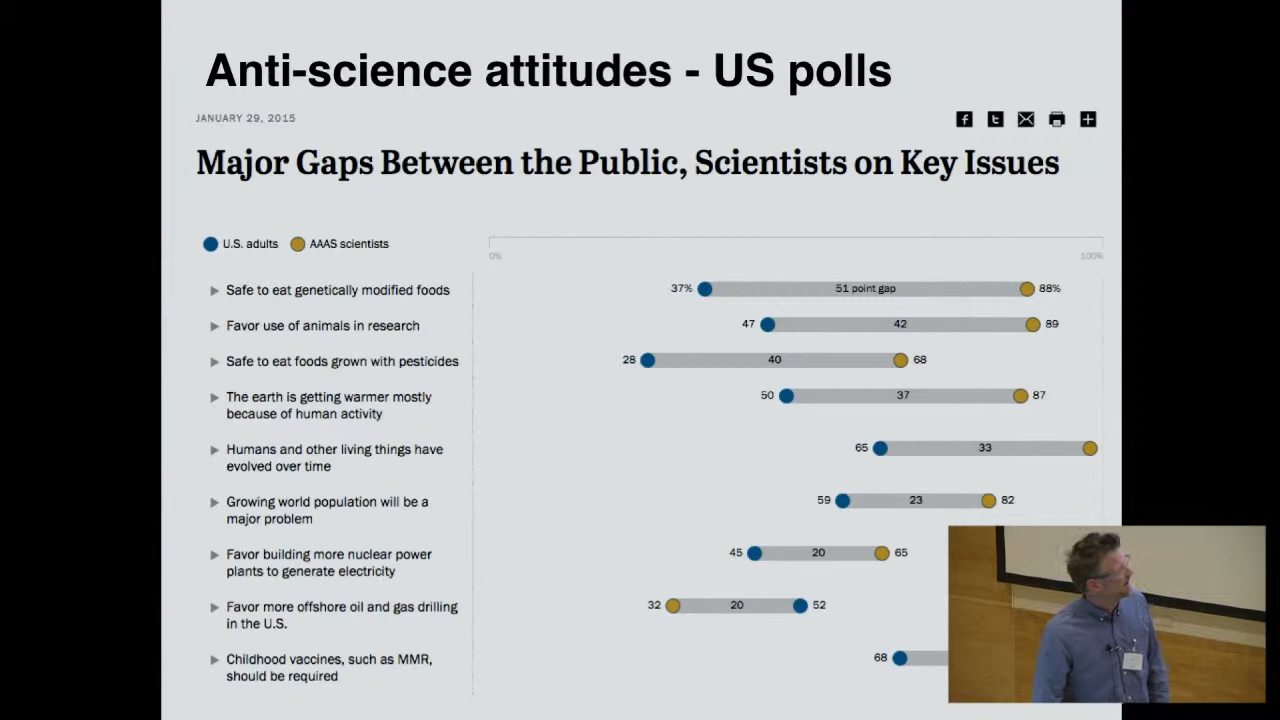 Anti-science attitudes - US polls
JANUARY 29, 2015
Major Gaps Between the Public, Scientists on Key Issues
U.S. adults AAAS scientists
0% 100%
Safe to eat genetically modified foods 37% 51 point gap 88%
Favor use of animals in research 47 42 89
Safe to eat foods grown with pesticides 28 40 68
The earth is getting warmer mostly
because of human activity
50 37 87
Humans and other living things have
evolved over time
65 33
Growing world population will be a
major problem
59 23 82
Favor building more nuclear power
plants to generate electricity
45 20 65
Favor more offshore oil and gas drilling
in the U.S.
32 20 52
Childhood vaccines, such as MMR,
should be required
68